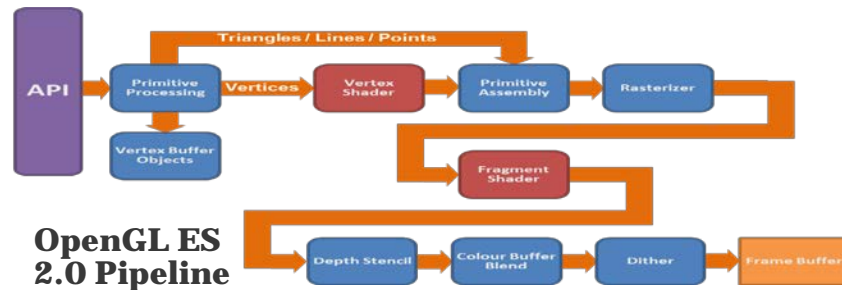 Triangles / Lines / Points
API
Primitive
Processing
Vertices
Vertex
Shader
Primitive
Assembly
Rasterizer
Vertex Buffer
Objects
Fragment
Shader
OpenGL ES
2.0 Pipeline
Depth Stencil
Colour Buffer
Blend
Dither
Frame Buffer